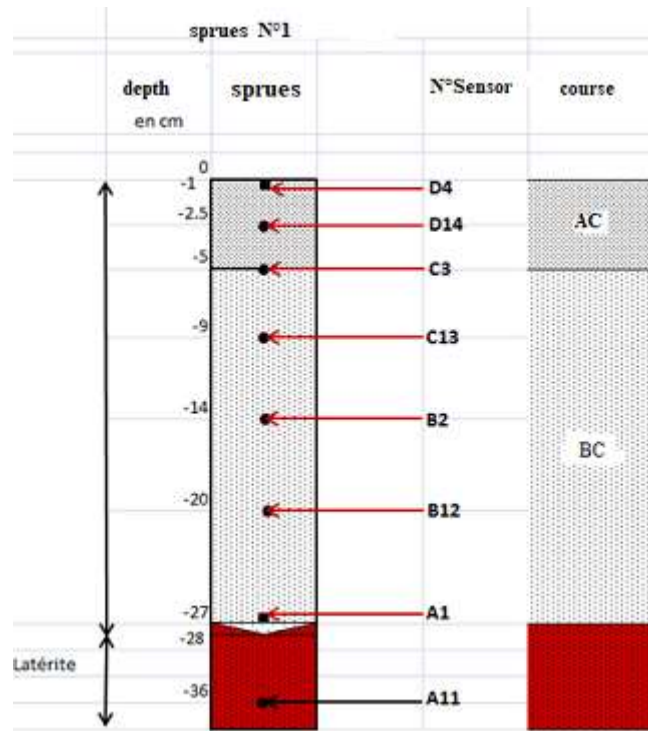 sprues N°1
depth sprues N°Sensor course
en cm
0
-1 D4
-2.5 D14 AC
-5 C3
-9 C13
-14 B2
BC
-20 B12
-27 A1
-28
Latérite
-36 A11